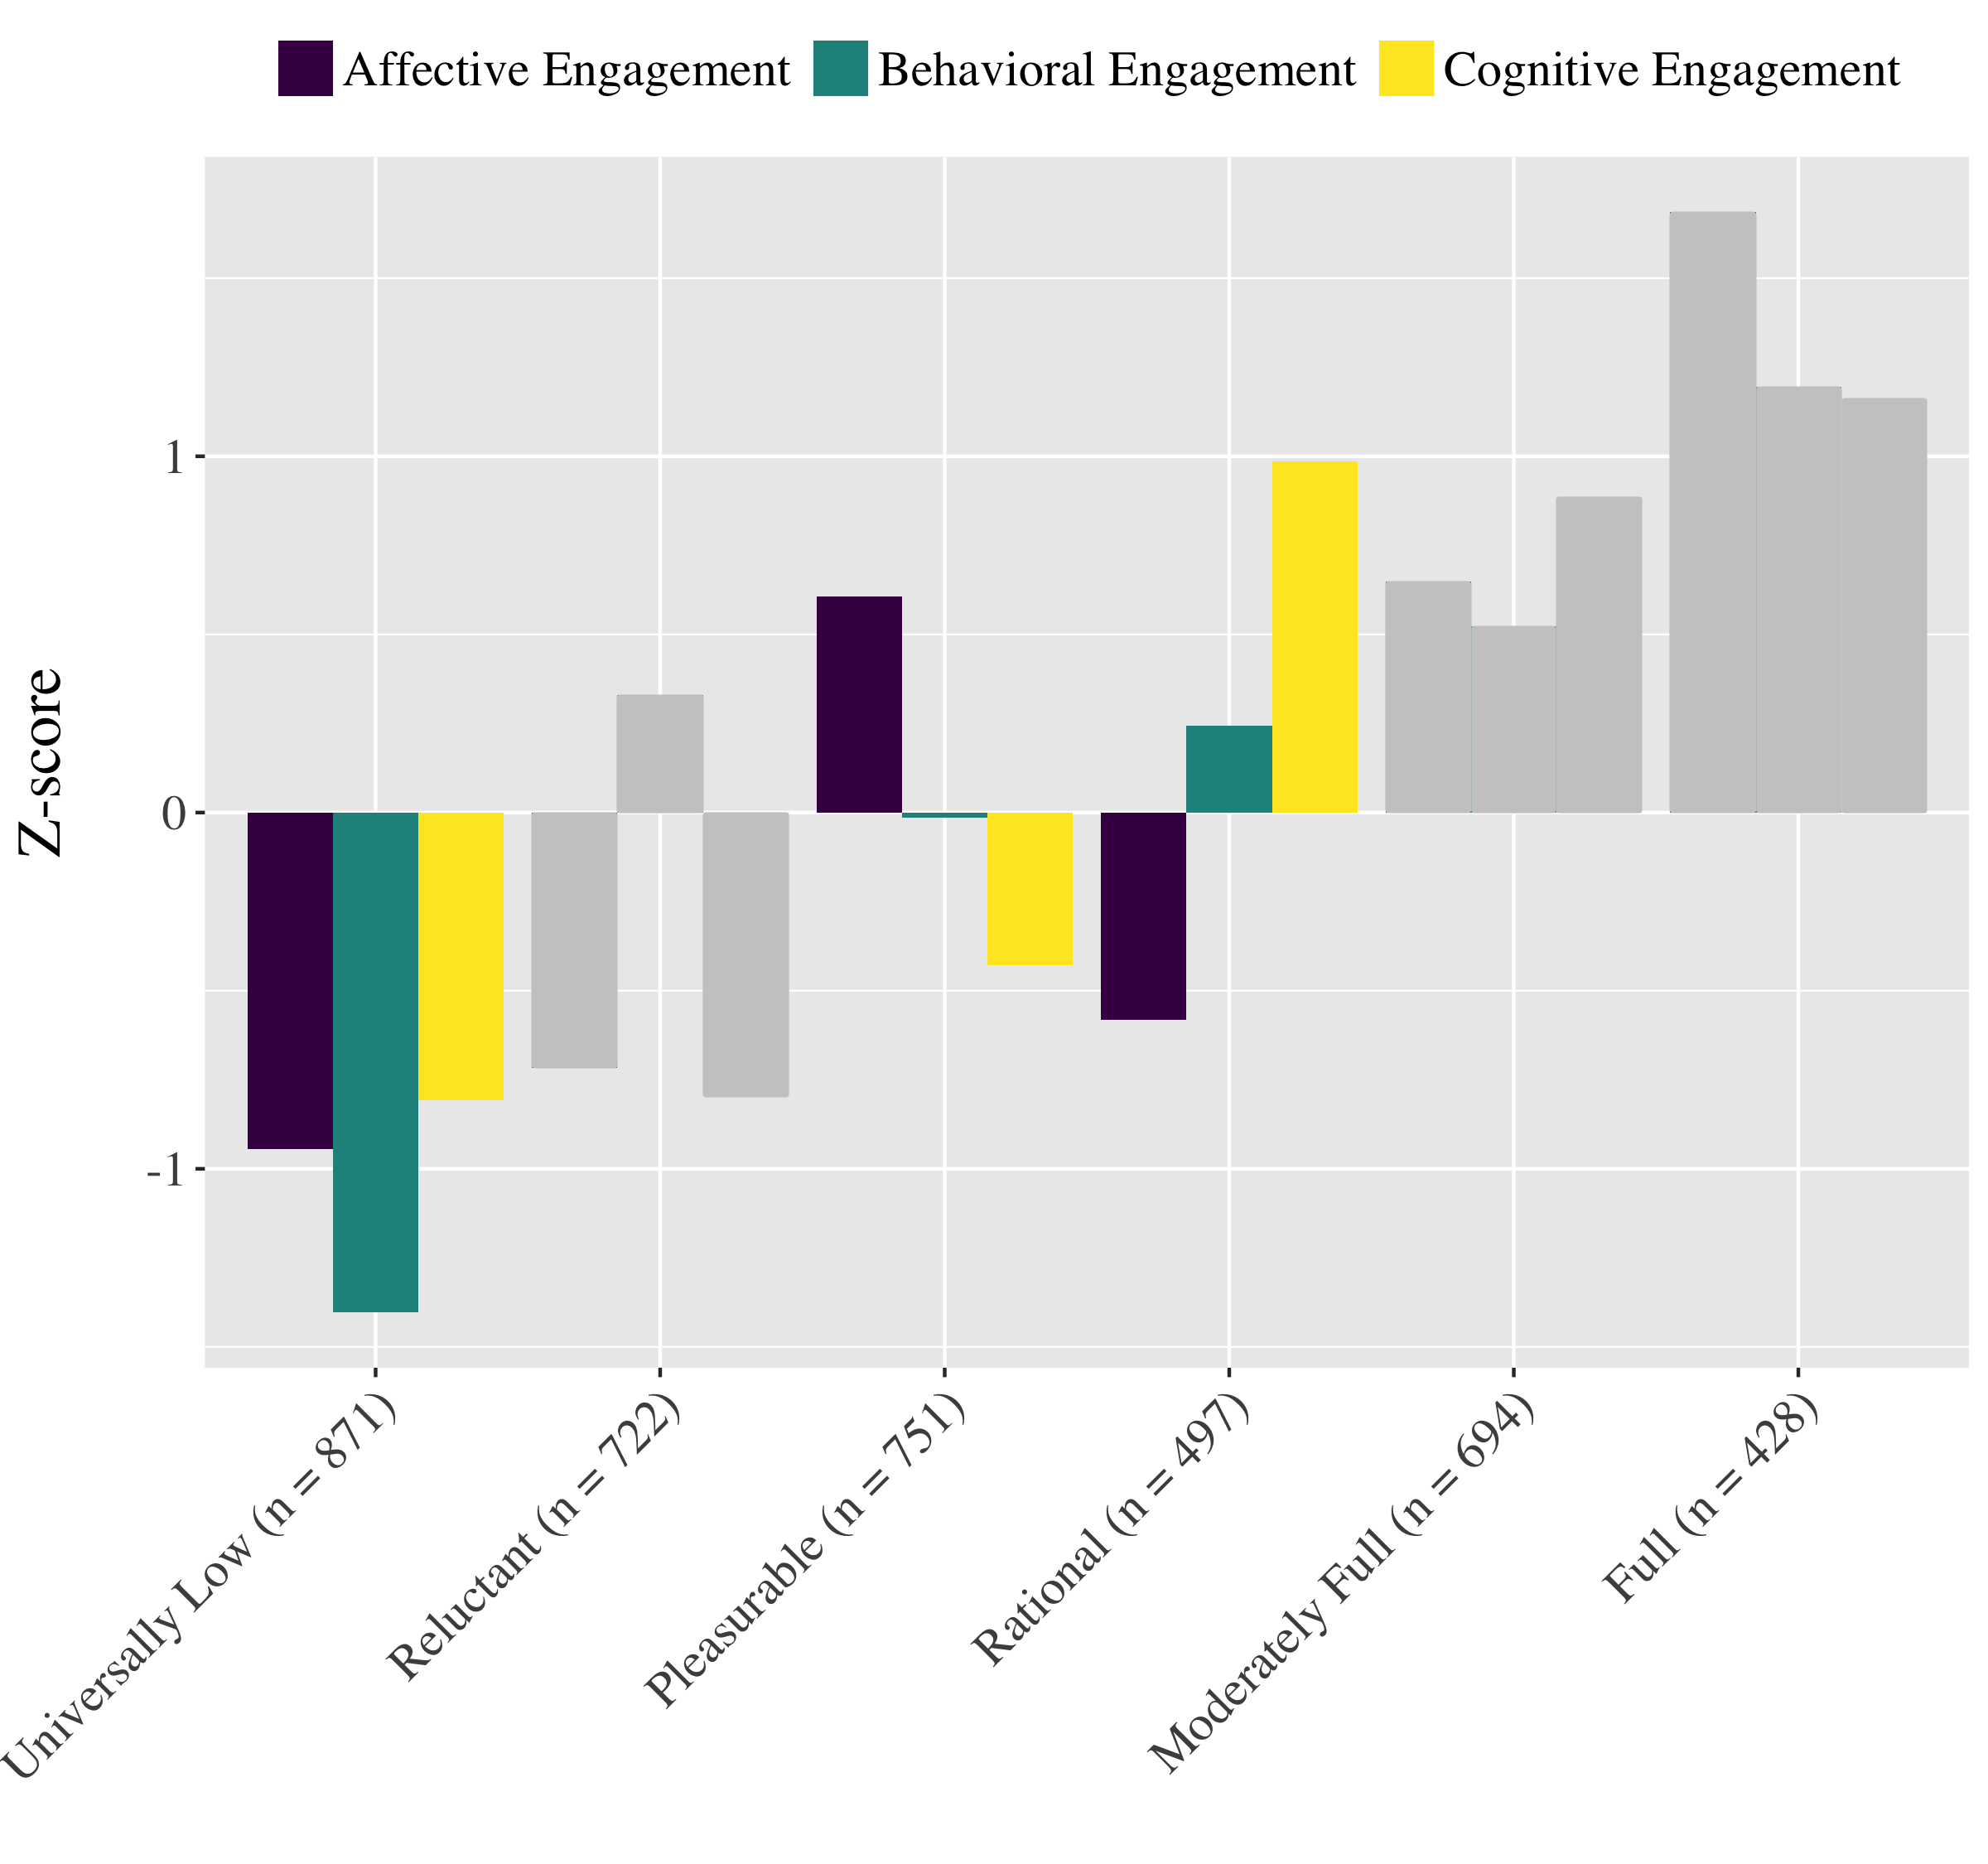 Affective Engagement Behavioral Engagement Cognitive Engagement
Z-score
1
0
-1
Universally Low (n = 871)
Reluctant (n = 722)
Pleasurable (n = 751)
Rational (n = 497)
Moderately Full (n = 694)
Full (n = 428)